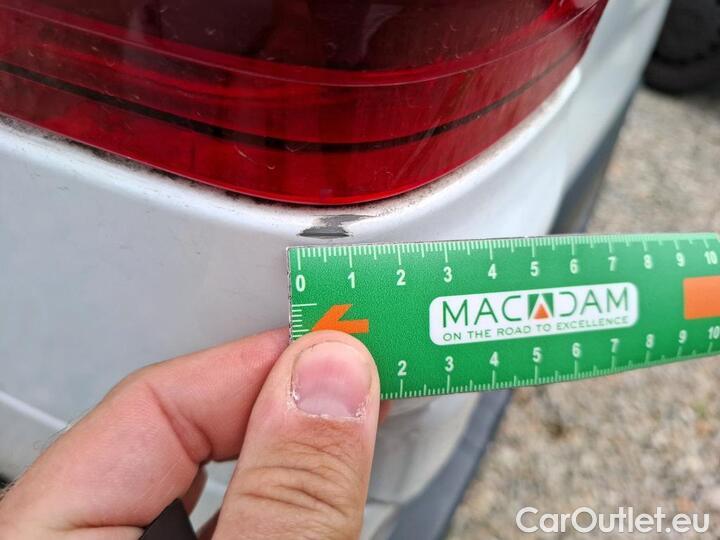 0 1 2 3 4 5 6 7 8 9 10
MACADAM
ON THE ROAD TO EXCELLENCE
2 3 4 5 6 7 8 9 10
CarOutlet.eu